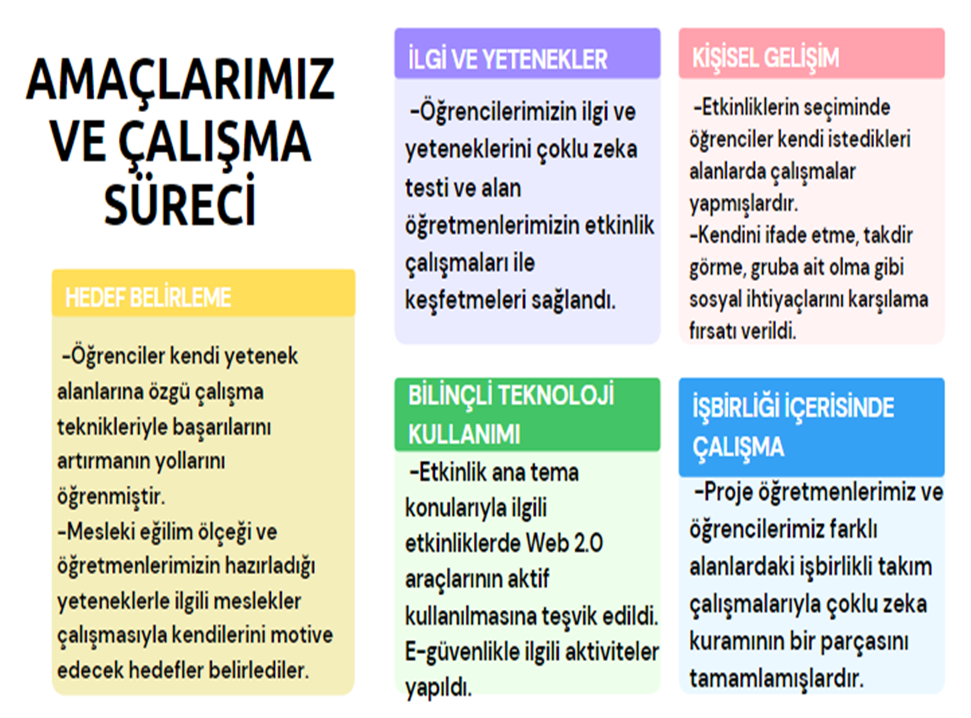 AMAÇLARIMIZ
VE ÇALIŞMA
SÜRECİ
HEDEF BELİRLEME
-Öğrenciler kendi yetenek
alanlarına özgü çalışma
teknikleriyle başarılarını
artırmanın yollarını
öğrenmiştir.
-Mesleki eğilim ölçeği ve
öğretmenlerimizin hazırladığı
yeteneklerle ilgili meslekler
çalışmasıyla kendilerini motive
edecek hedefler belirlediler.
İLGİ VE YETENEKLER
-Öğrencilerimizin ilgi ve
yeteneklerini çoklu zeka
testi ve alan
öğretmenlerimizin etkinlik
çalışmaları ile
keşfetmeleri sağlandı.
KİŞİSEL GELİŞİM
-Etkinliklerin seçiminde
öğrenciler kendi istedikleri
alanlarda çalışmalar
yapmışlardır.
-Kendini ifade etme, takdir
görme, gruba ait olma gibi
sosyal ihtiyaçlarını karşılama
fırsatı verildi.
BİLİNÇLİ TEKNOLOJİ
KULLANIMI
-Etkinlik ana tema
konularıyla ilgili
etkinliklerde Web 2.0
araçlarının aktif
kullanılmasına teşvik edildi.
E-güvenlikle ilgili aktiviteler
yapıldı.
İŞBİRLİĞİ İÇERİSİNDE
ÇALIŞMA
-Proje öğretmenlerimiz ve
öğrencilerimiz farklı
alanlardaki işbirlikli takım
çalışmalarıyla çoklu zeka
kuramının bir parçasını
tamamlamışlardır.